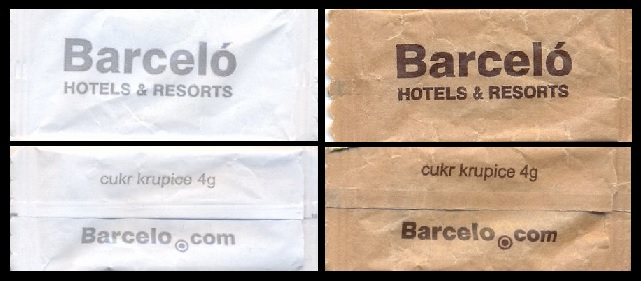 Barceló
HOTELS & RESORTS
Barceló
HOTELS & RESORTS
cukr krupice 4g
Barcelo.com
cukr krupice 4g
Barcelo.com